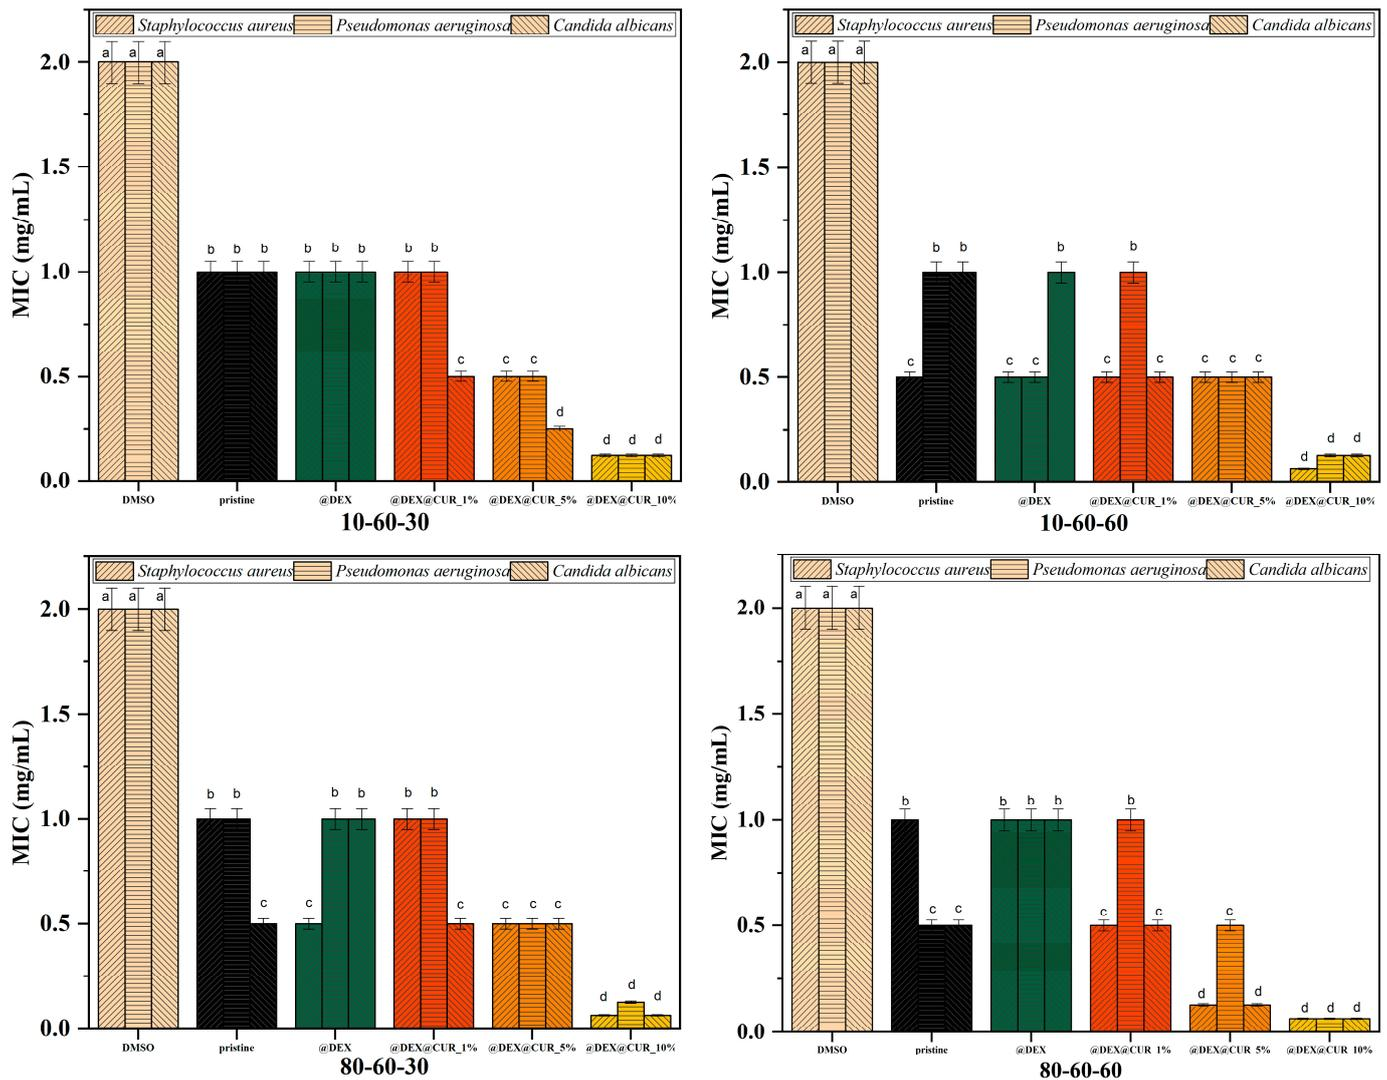 Staphylococcus aureus Pseudomonas aeruginosa Candida albicans
MIC (mg/mL)
2.0
1.5
1.0
0.5
0.0
a a a
b b b
b b b
b b c
c c d
d d d
DMSO pristine @DEX @DEX@CUR_1% @DEX@CUR_5% @DEX@CUR_10%
10-60-30
Staphylococcus aureus Pseudomonas aeruginosa Candida albicans
MIC (mg/mL)
2.0
1.5
1.0
0.5
0.0
a a a
c b b
c c b
c b c
c c c
d d d
DMSO pristine @DEX @DEX@CUR_1% @DEX@CUR_5% @DEX@CUR_10%
10-60-60
Staphylococcus aureus Pseudomonas aeruginosa Candida albicans
MIC (mg/mL)
2.0
1.5
1.0
0.5
0.0
a a a
b b c
c b b
b b c
c c c
d d d
DMSO pristine @DEX @DEX@CUR_1% @DEX@CUR_5% @DEX@CUR_10%
80-60-30
Staphylococcus aureus Pseudomonas aeruginosa Candida albicans
MIC (mg/mL)
2.0
1.5
1.0
0.5
0.0
a a a
b c c
b b b
c b c
d c d
d d d
DMSO pristine @DEX @DEX@CUR_1% @DEX@CUR_5% @DEX@CUR_10%
80-60-60